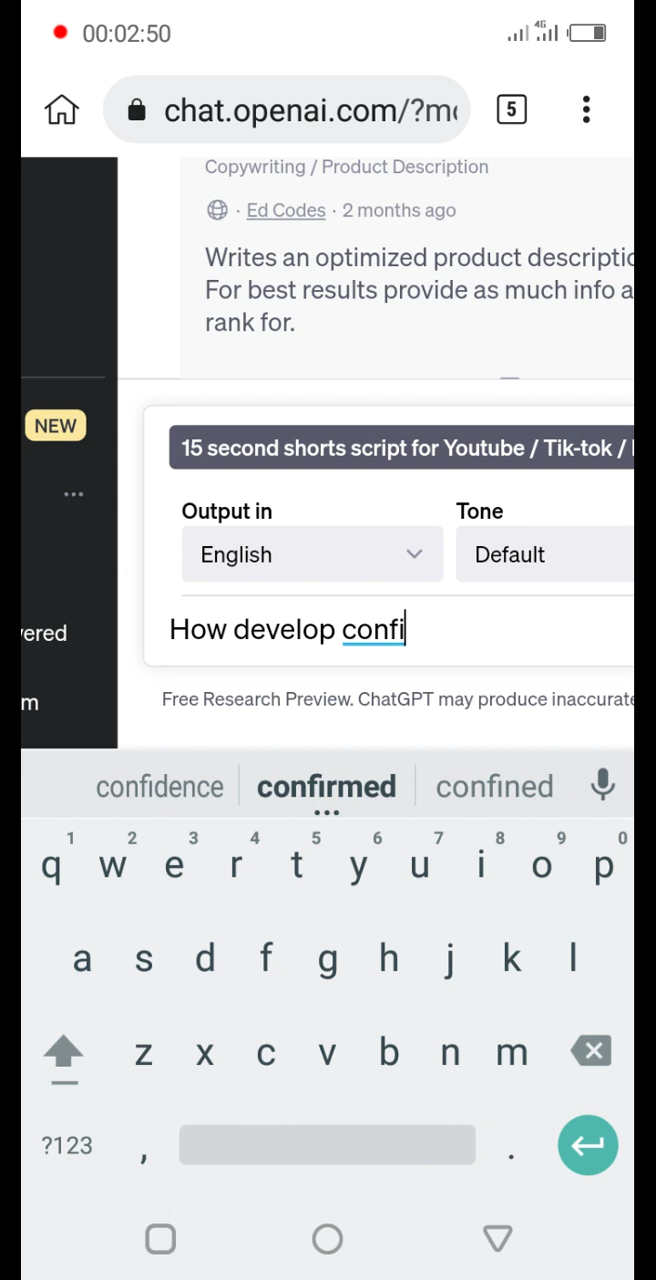 00:02:50
4G
chat.openai.com/?mo
5
Copywriting / Product Description
· Ed Codes · 2 months ago
Writes an optimized product descriptio
For best results provide as much info a
rank for.
NEW
15 second shorts script for Youtube / Tik-tok /
Output in
Tone
English
Default
How develop confi
vered
m
Free Research Preview. ChatGPT may produce inaccurate
confidence
confirmed
confined
1 2 3 4 5 6 7 8 9 0
q w e r t y u i o p
a s d f g h j k l
z x c v b n m
?123 , .